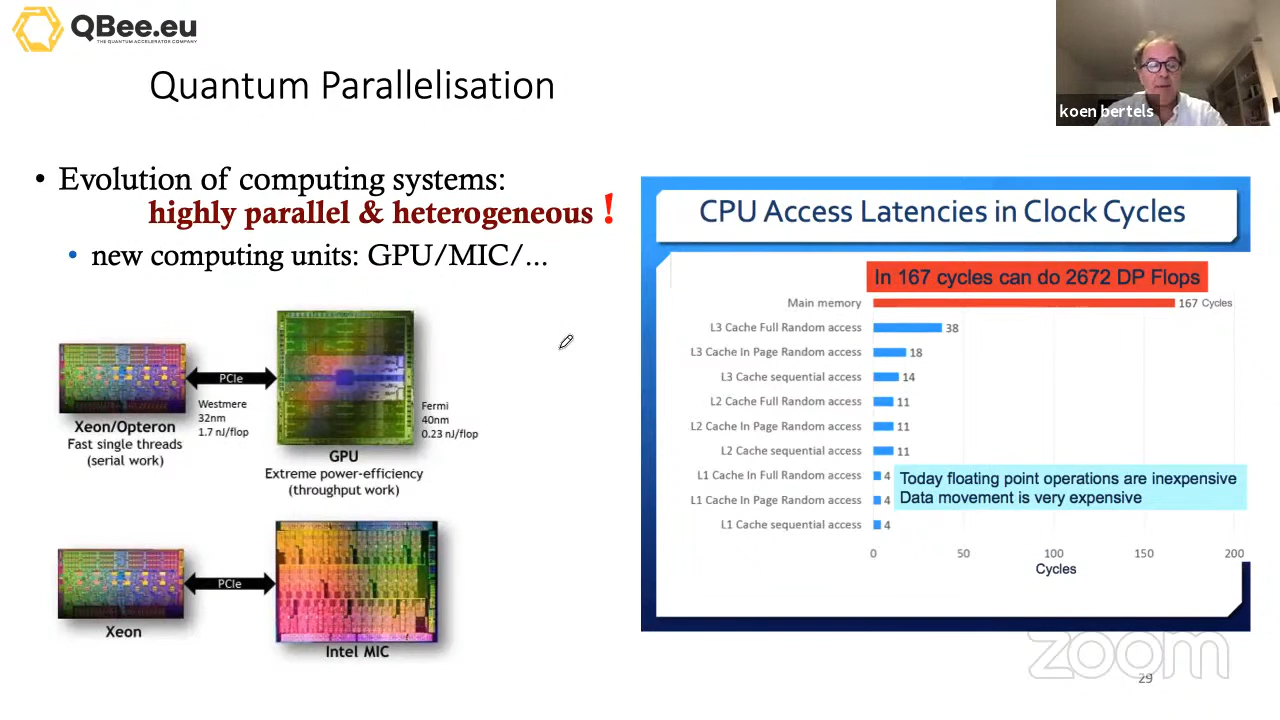 QBee.eu
THE QUANTUM ACCELERATOR COMPANY
Quantum Parallelisation
koen bertels
• Evolution of computing systems:
highly parallel & heterogeneous !
• new computing units: GPU/MIC/...
PCIe
Westmere
32nm
1.7 nJ/flop
Xeon/Opteron
Fast single threads
(serial work)
Fermi
40nm
0.23 nJ/flop
GPU
Extreme power-efficiency
(throughput work)
PCIe
Xeon
Intel MIC
CPU Access Latencies in Clock Cycles
In 167 cycles can do 2672 DP Flops
Main memory 167 Cycles
L3 Cache Full Random access 38
L3 Cache In Page Random access 18
L3 Cache sequential access 14
L2 Cache Full Random access 11
L2 Cache In Page Random access 11
L2 Cache sequential access 11
L1 Cache In Full Random access 4
L1 Cache In Page Random access 4
L1 Cache sequential access 4
Today floating point operations are inexpensive
Data movement is very expensive
0 50 100 150 200
Cycles
zoom
29